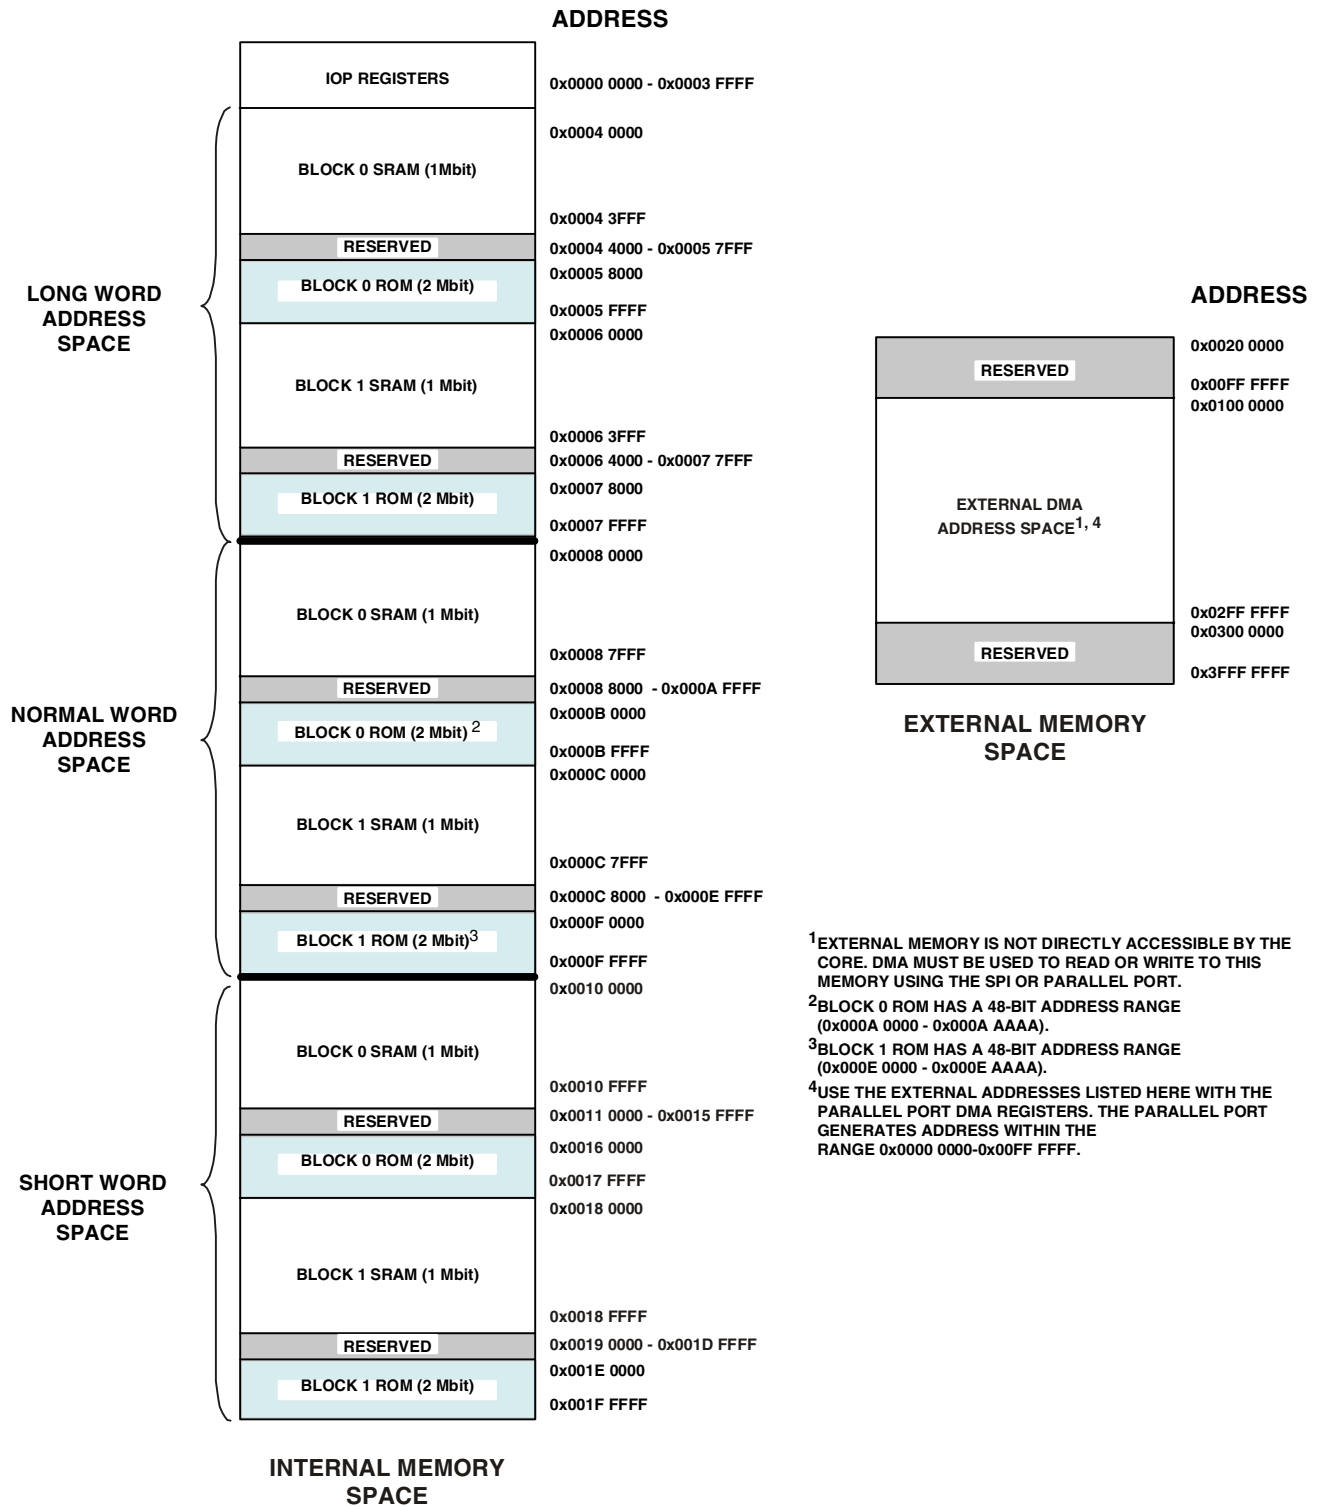 ADDRESS
IOP REGISTERS
0x0000 0000 - 0x0003 FFFF
LONG WORD
ADDRESS
SPACE
0x0004 0000
BLOCK 0 SRAM (1Mbit)
0x0004 3FFF
RESERVED
0x0004 4000 - 0x0005 7FFF
0x0005 8000
BLOCK 0 ROM (2 Mbit)
0x0005 FFFF
0x0006 0000
BLOCK 1 SRAM (1 Mbit)
0x0006 3FFF
RESERVED
0x0006 4000 - 0x0007 7FFF
0x0007 8000
BLOCK 1 ROM (2 Mbit)
0x0007 FFFF
NORMAL WORD
ADDRESS
SPACE
0x0008 0000
BLOCK 0 SRAM (1 Mbit)
0x0008 7FFF
RESERVED
0x0008 8000 - 0x000A FFFF
0x000B 0000
BLOCK 0 ROM (2 Mbit) 2
0x000B FFFF
0x000C 0000
BLOCK 1 SRAM (1 Mbit)
0x000C 7FFF
RESERVED
0x000C 8000 - 0x000E FFFF
0x000F 0000
BLOCK 1 ROM (2 Mbit)3
0x000F FFFF
SHORT WORD
ADDRESS
SPACE
0x0010 0000
BLOCK 0 SRAM (1 Mbit)
0x0010 FFFF
RESERVED
0x0011 0000 - 0x0015 FFFF
0x0016 0000
BLOCK 0 ROM (2 Mbit)
0x0017 FFFF
0x0018 0000
BLOCK 1 SRAM (1 Mbit)
0x0018 FFFF
RESERVED
0x0019 0000 - 0x001D FFFF
0x001E 0000
BLOCK 1 ROM (2 Mbit)
0x001F FFFF
INTERNAL MEMORY
SPACE
ADDRESS
0x0020 0000
RESERVED
0x00FF FFFF
0x0100 0000
EXTERNAL DMA
ADDRESS SPACE1, 4
0x02FF FFFF
0x0300 0000
RESERVED
0x3FFF FFFF
EXTERNAL MEMORY
SPACE
1EXTERNAL MEMORY IS NOT DIRECTLY ACCESSIBLE BY THE
CORE. DMA MUST BE USED TO READ OR WRITE TO THIS
MEMORY USING THE SPI OR PARALLEL PORT.
2BLOCK 0 ROM HAS A 48-BIT ADDRESS RANGE
(0x000A 0000 - 0x000A AAAA).
3BLOCK 1 ROM HAS A 48-BIT ADDRESS RANGE
(0x000E 0000 - 0x000E AAAA).
4USE THE EXTERNAL ADDRESSES LISTED HERE WITH THE
PARALLEL PORT DMA REGISTERS. THE PARALLEL PORT
GENERATES ADDRESS WITHIN THE
RANGE 0x0000 0000-0x00FF FFFF.